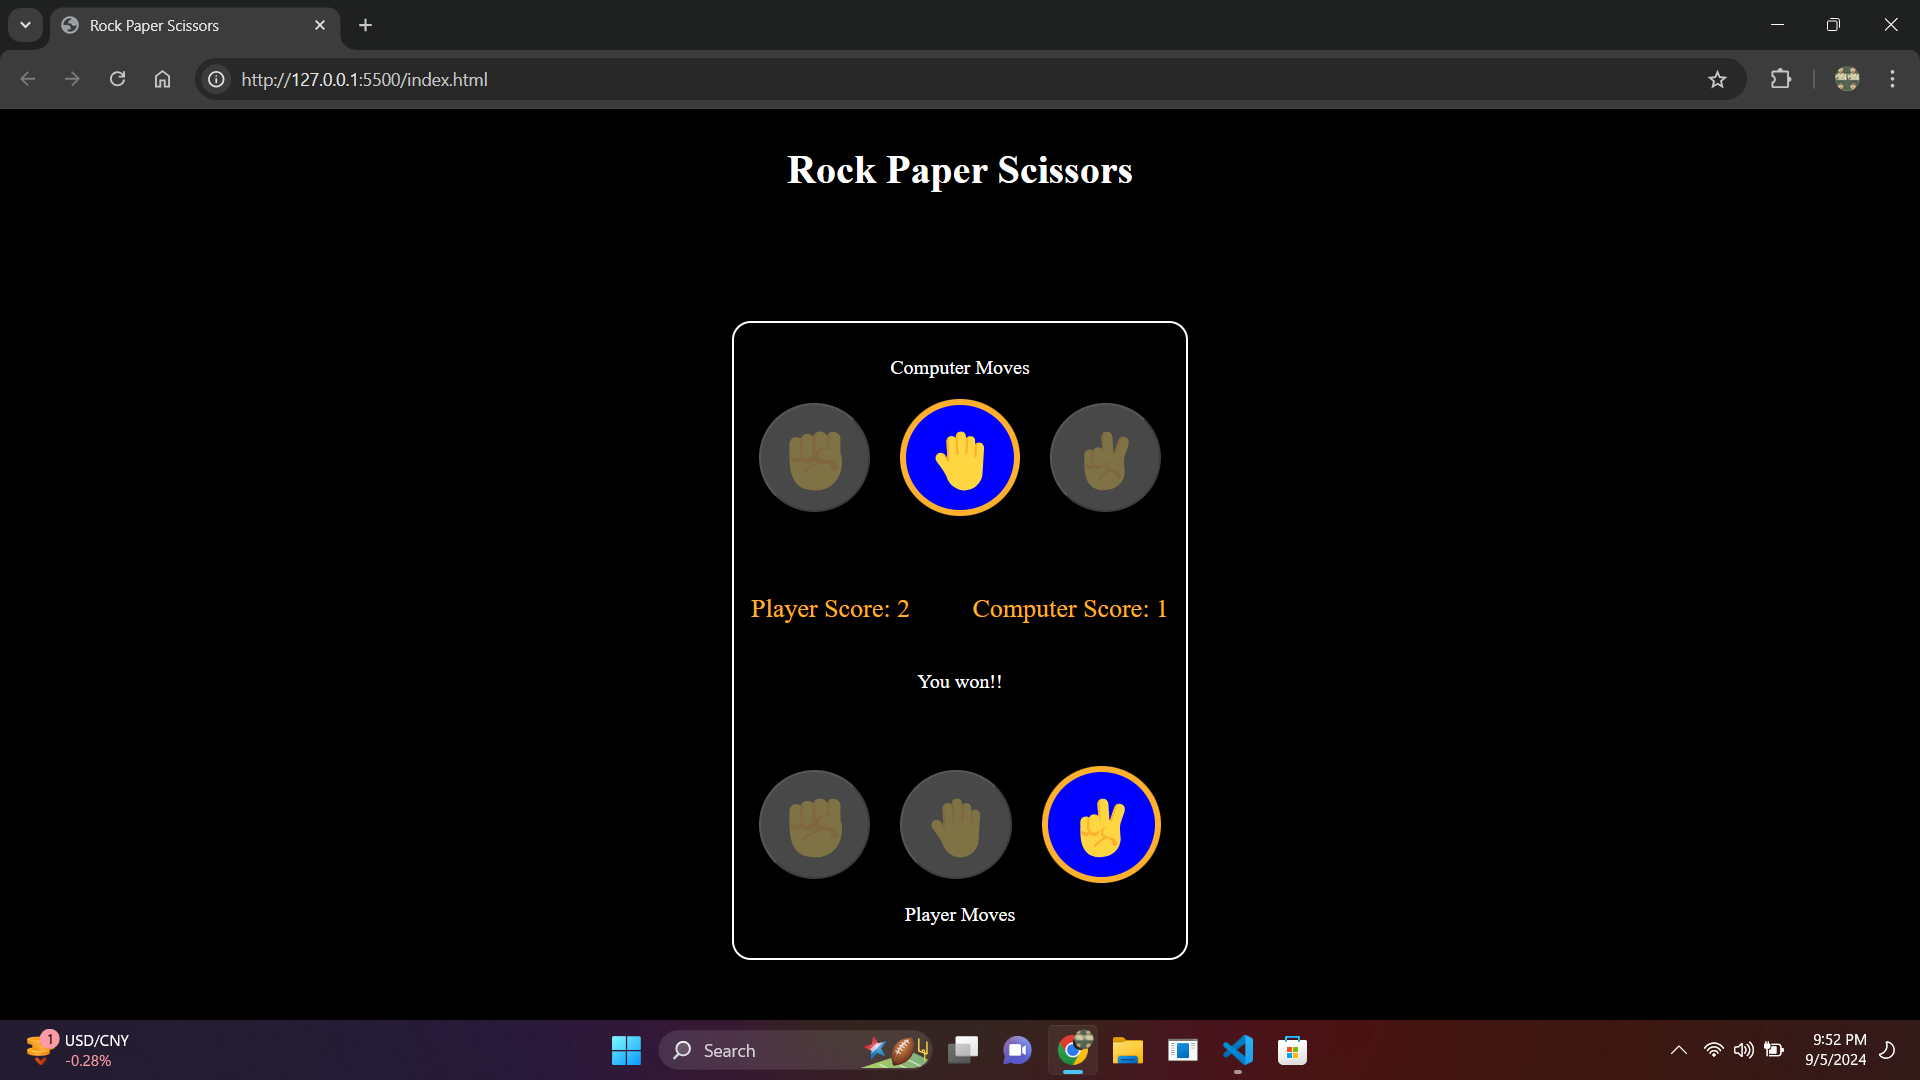 Rock Paper Scissors
http://127.0.0.1:5500/index.html
Rock Paper Scissors
Computer Moves
Player Score: 2 Computer Score: 1
You won!!
Player Moves
1
USD/CNY
-0.28%
Search
9:52 PM
9/5/2024